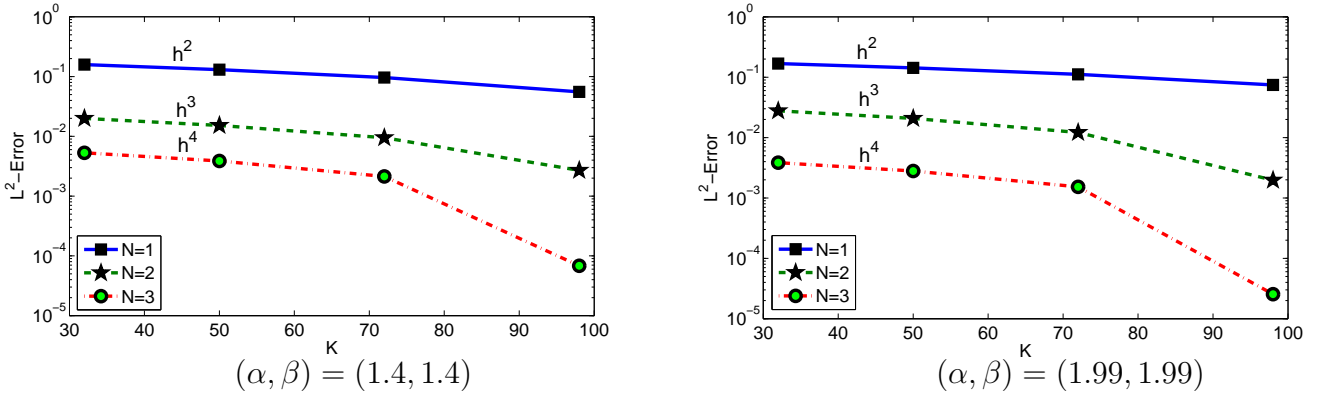 10^0
10^−1
10^−2
10^−3
10^−4
10^−5
L^2−Error
h^2
h^3
h^4
N=1
N=2
N=3
30 40 50 60 70 80 90 100
K
(α, β) = (1.4, 1.4)
10^0
10^−1
10^−2
10^−3
10^−4
10^−5
L^2−Error
h^2
h^3
h^4
N=1
N=2
N=3
30 40 50 60 70 80 90 100
K
(α, β) = (1.99, 1.99)